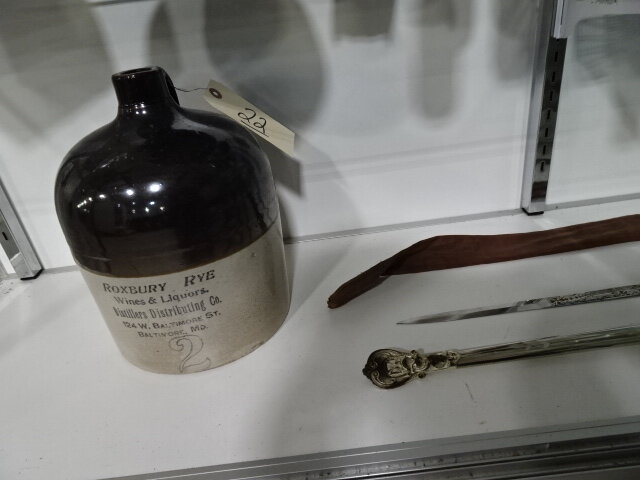 22
ROXBURY RYE
WINES & LIQUORS.
Distillers Distributing Co.
124 W. BALTIMORE ST.
BALTIMORE, MD.
2